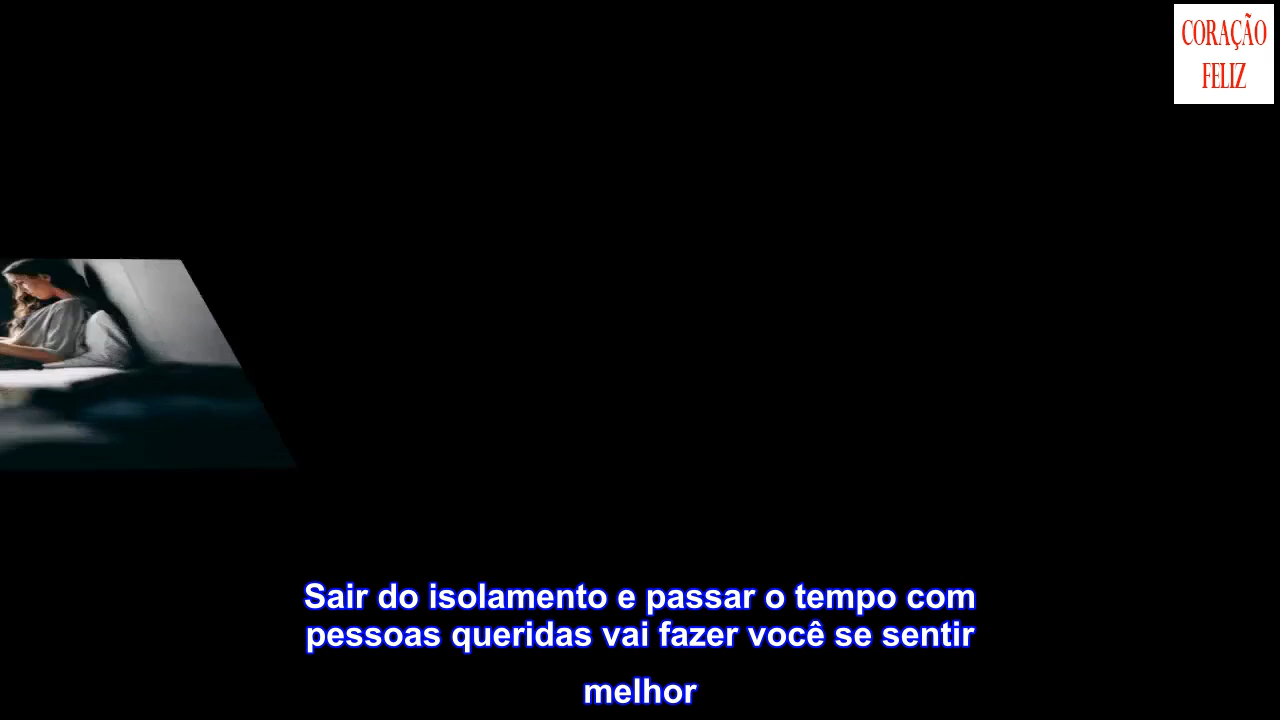 CORAÇÃO
FELIZ
Sair do isolamento e passar o tempo com
pessoas queridas vai fazer você se sentir
melhor